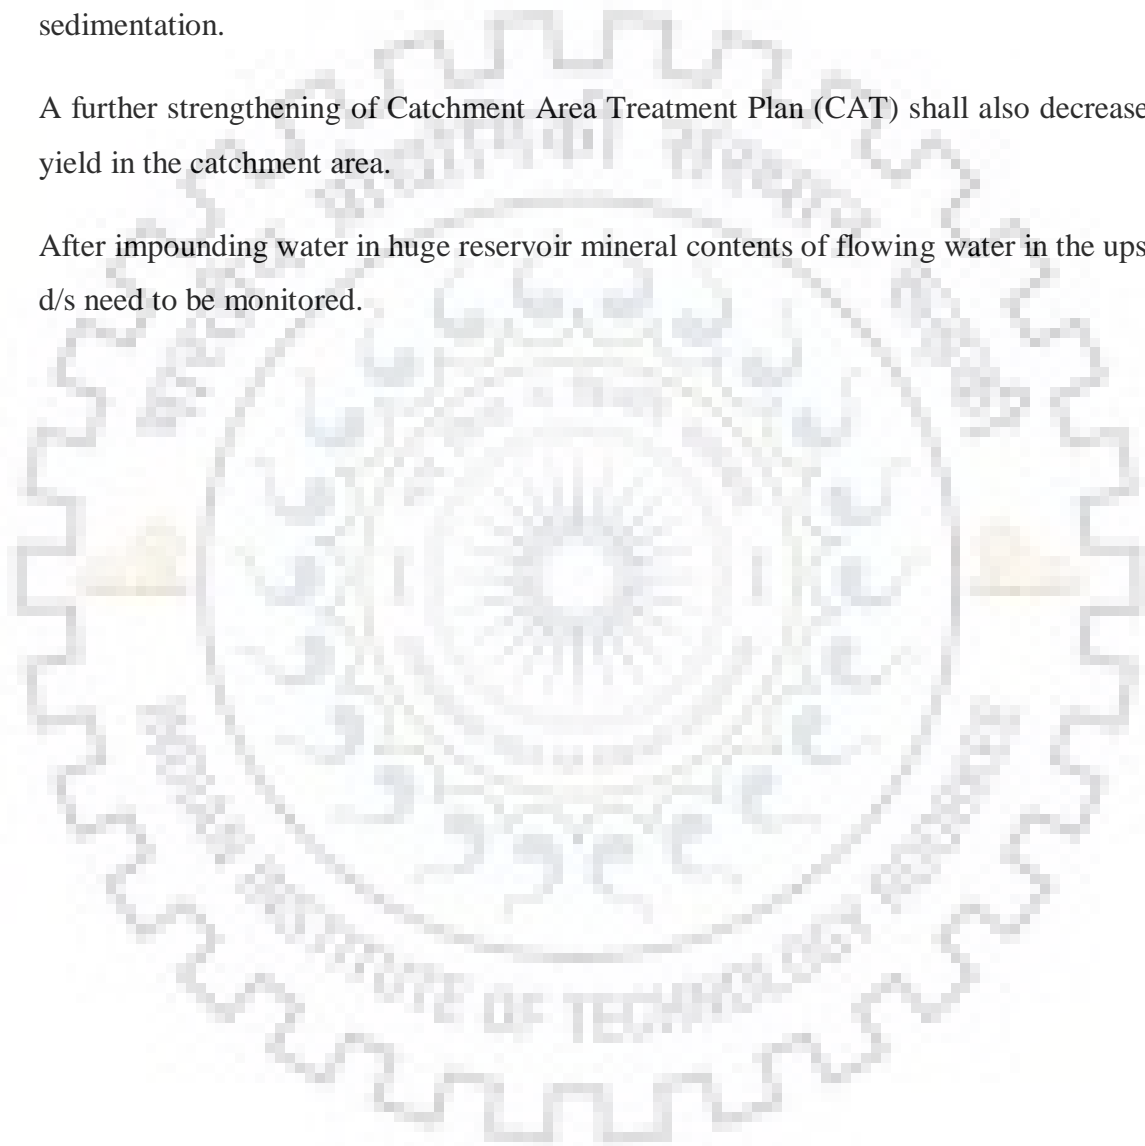 sedimentation.
A further strengthening of Catchment Area Treatment Plan (CAT) shall also decrease
yield in the catchment area.
After impounding water in huge reservoir mineral contents of flowing water in the ups
d/s need to be monitored.
INSTITUTE OF TECHNOLOGY